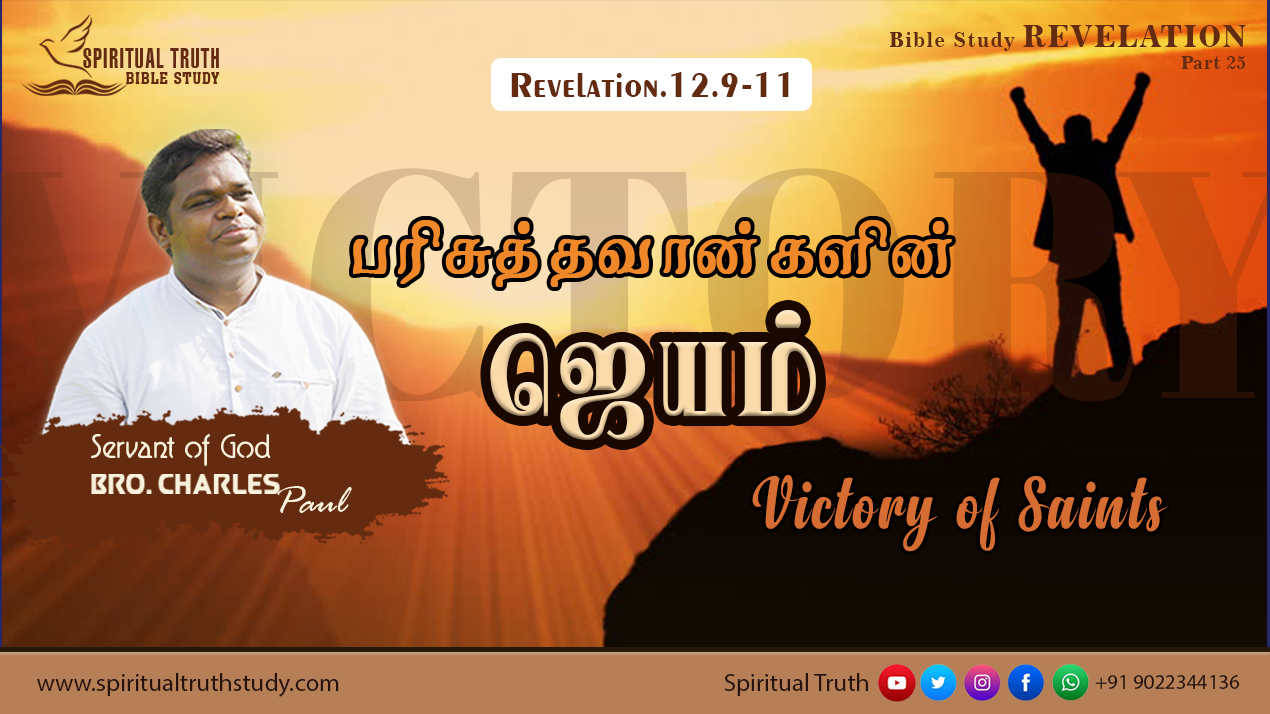 SPIRITUAL TRUTH
BIBLE STUDY
Bible Study REVELATION
Part 25
Revelation.12.9-11
VICTORY
பரிசுத்தவான்களின்
ஜெயம்
Victory of Saints
Servant of God
BRO. CHARLES
Paul
www.spiritualtruthstudy.com
Spiritual Truth
+91 9022344136